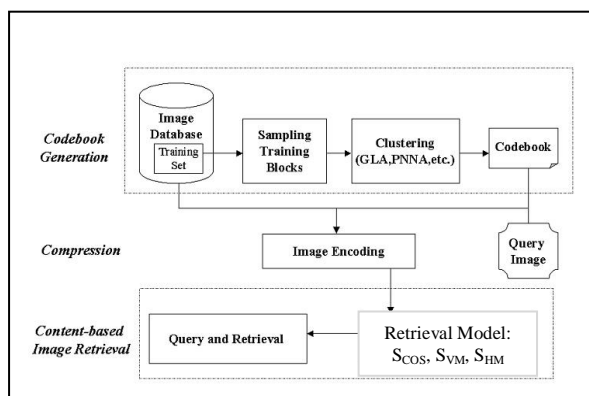 Codebook
Generation
Image
Database
Training
Set
Sampling
Training
Blocks
Clustering
(GLA,PNNA,etc.)
Codebook
Compression
Image Encoding
Query
Image
Content-based
Image Retrieval
Query and Retrieval
Retrieval Model:
SCOS, SVM, SHM